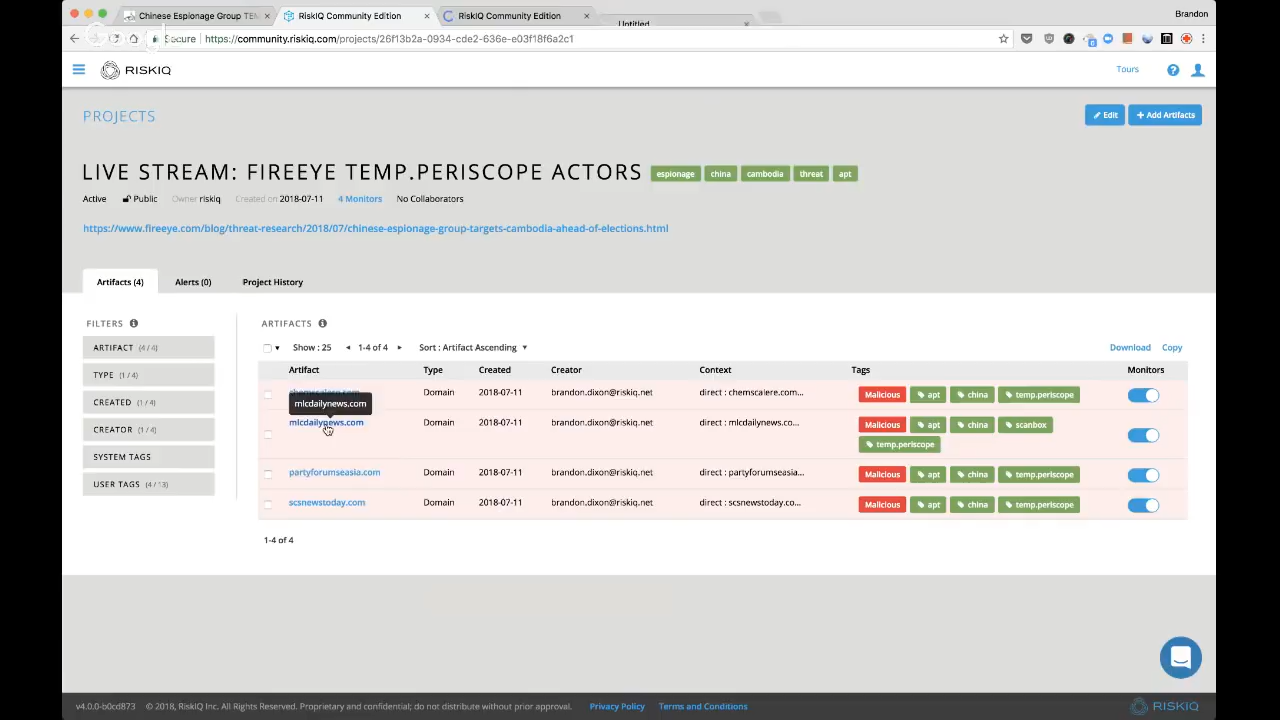 Chinese Espionage Group TEM
RiskIQ Community Edition
RiskIQ Community Edition
Untitled
Brandon
Secure
https://community.riskiq.com/projects/26f13b2a-0934-cde2-636e-e03f18f6a2c1
RISKIQ
Tours
PROJECTS
Edit
Add Artifacts
LIVE STREAM: FIREEYE TEMP.PERISCOPE ACTORS
espionage china cambodia threat apt
Active Public Owner riskiq Created on 2018-07-11 4 Monitors No Collaborators
https://www.fireeye.com/blog/threat-research/2018/07/chinese-espionage-group-targets-cambodia-ahead-of-elections.html
Artifacts (4) Alerts (0) Project History
FILTERS
ARTIFACT (4 / 4)
TYPE (1 / 4)
CREATED (1 / 4)
CREATOR (1 / 4)
SYSTEM TAGS
USER TAGS (4 / 13)
ARTIFACTS
Show : 25 1-4 of 4 Sort : Artifact Ascending Download Copy
Artifact Type Created Creator Context Tags Monitors
chemscalere.com Domain 2018-07-11 brandon.dixon@riskiq.net direct : chemscalere.com... Malicious apt china temp.periscope
mlcdailynews.com
mlcdailynews.com Domain 2018-07-11 brandon.dixon@riskiq.net direct : mlcdailynews.co... Malicious apt china scanbox
temp.periscope
partyforumseasia.com Domain 2018-07-11 brandon.dixon@riskiq.net direct : partyforumseasia... Malicious apt china temp.periscope
scsnewstoday.com Domain 2018-07-11 brandon.dixon@riskiq.net direct : scsnewstoday.co... Malicious apt china temp.periscope
1-4 of 4
v4.0.0-b0cd873 © 2018, RiskIQ Inc. All Rights Reserved. Proprietary and confidential; do not distribute without prior approval. Privacy Policy Terms and Conditions
RISKIQ